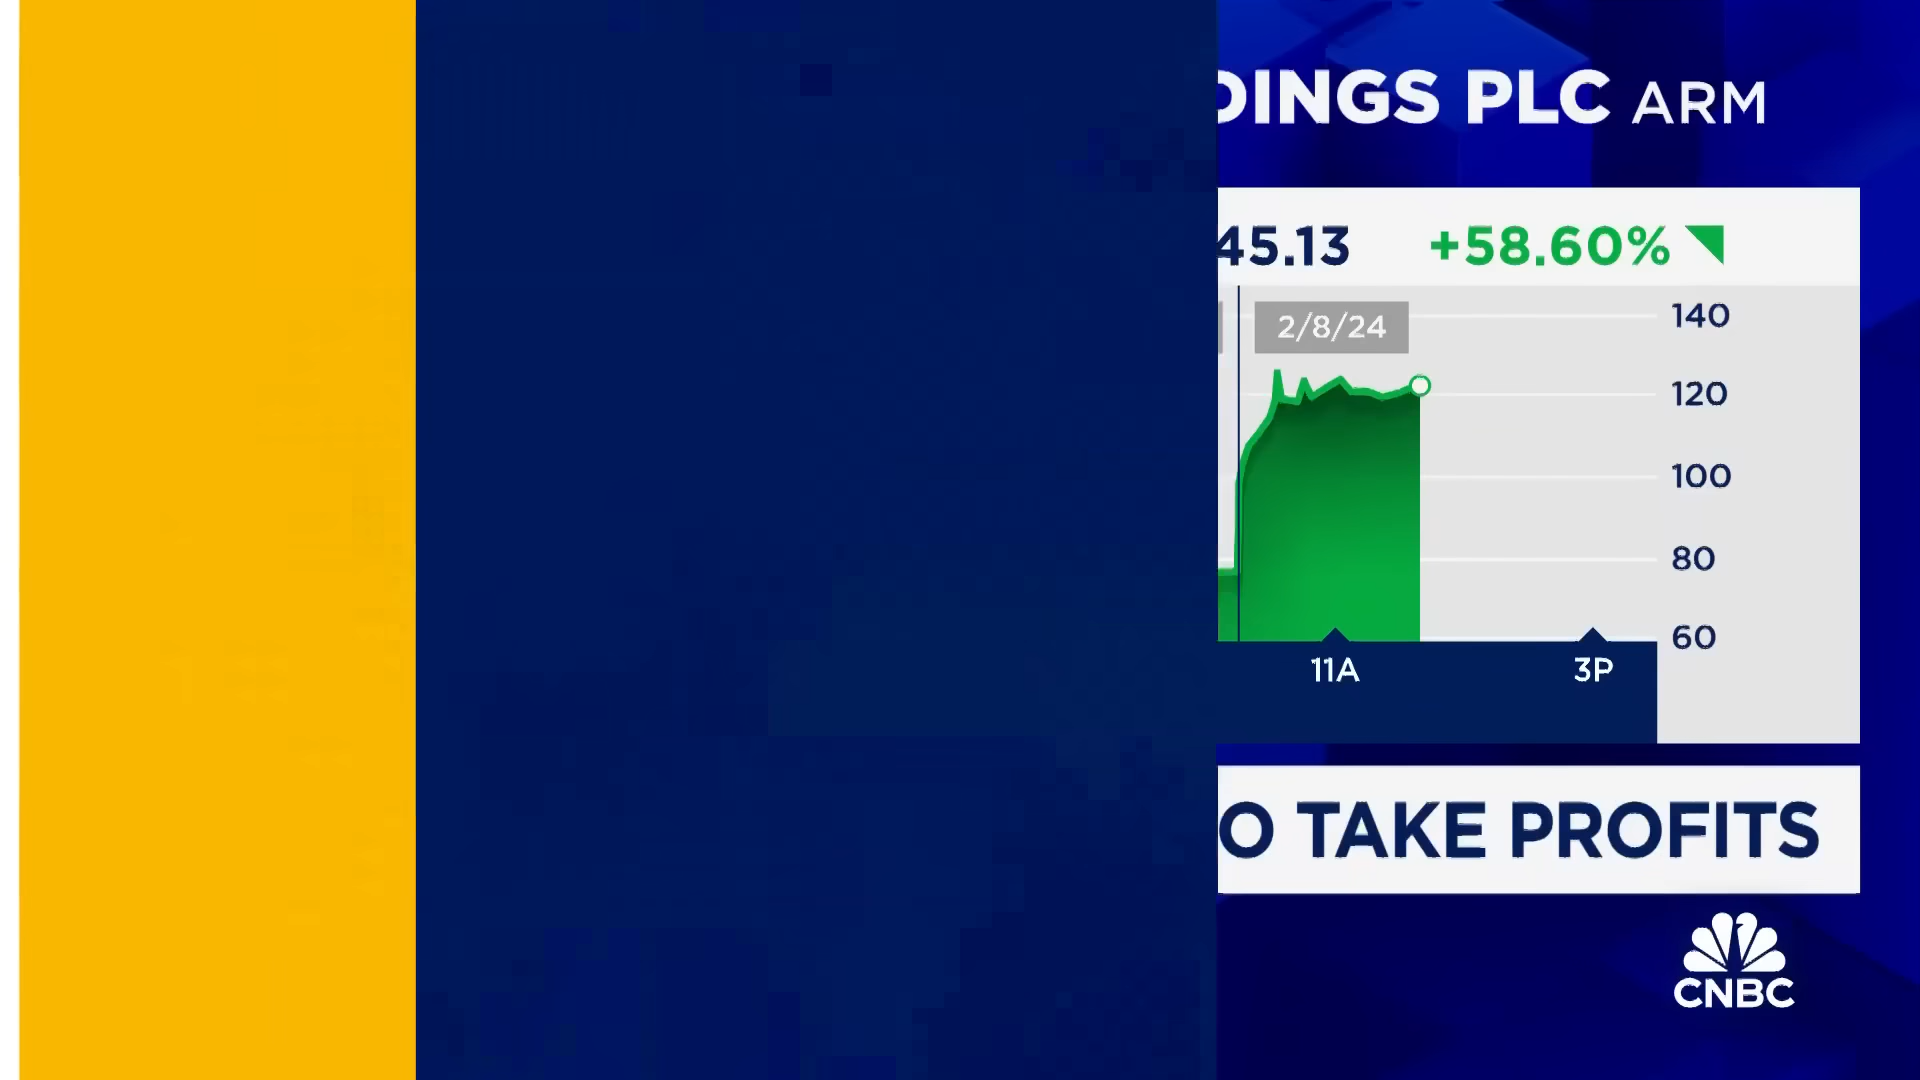 DINGS PLC ARM
45.13 +58.60%
2/8/24
140
120
100
80
60
11A 3P
O TAKE PROFITS
CNBC